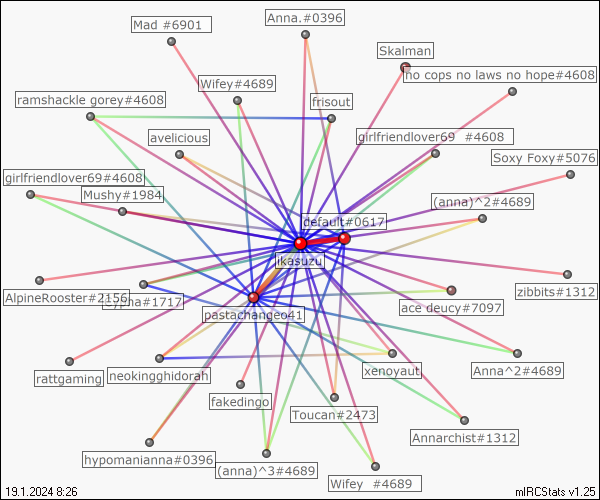 Anna.#0396
Mad #6901
Skalman
no cops no laws no hope#4608
Wifey#4689
ramshackle gorey#4608
frisout
avelicious
girlfriendlover69 #4608
Soxy Foxy#5076
girlfriendlover69#4608
Mushy#1984
(anna)^2#4689
default#0617
ikasuzu
AlpineRooster#2156
#1717
zibbits#1312
ace deucy#7097
pastachange041
rattgaming
neokingghidorah
xenoyaut
Anna^2#4689
fakedingo
Toucan#2473
Annarchist#1312
hypomanianna#0396
(anna)^3#4689
Wifey #4689
19.1.2024 8:26
mIRCStats v1.25